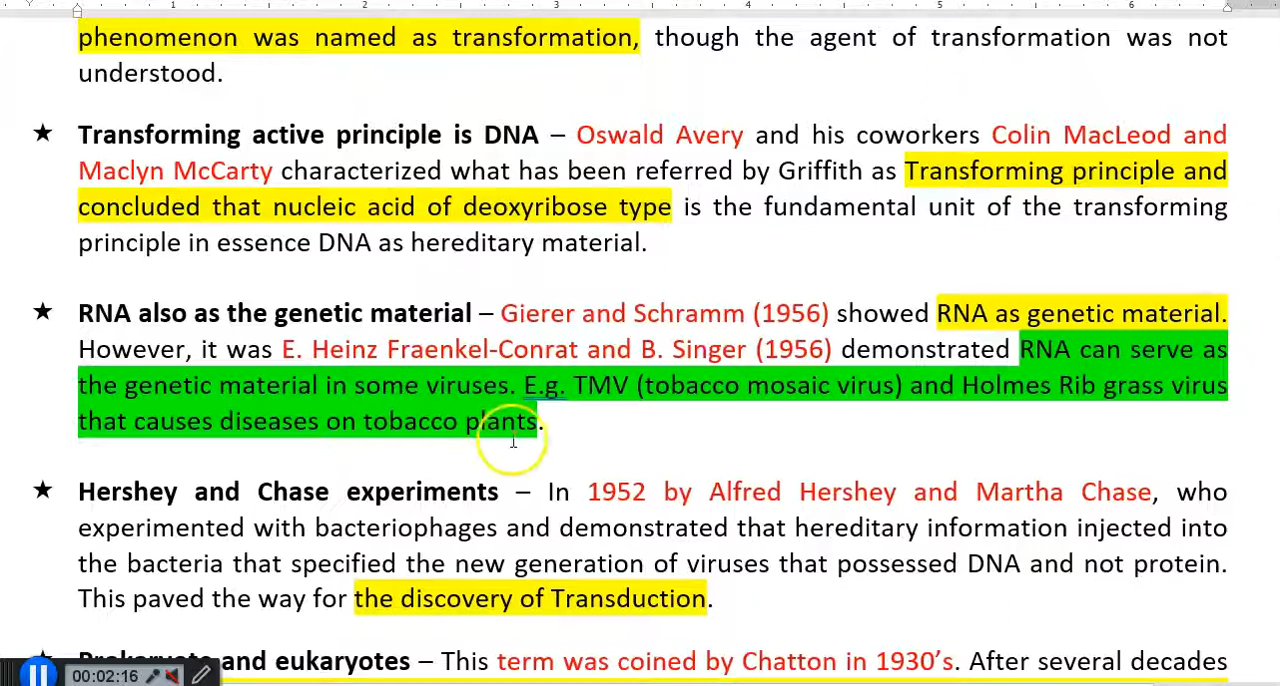 1 2 3 4 5 6
phenomenon was named as transformation, though the agent of transformation was not
understood.
★ Transforming active principle is DNA – Oswald Avery and his coworkers Colin MacLeod and
Maclyn McCarty characterized what has been referred by Griffith as Transforming principle and
concluded that nucleic acid of deoxyribose type is the fundamental unit of the transforming
principle in essence DNA as hereditary material.
★ RNA also as the genetic material – Gierer and Schramm (1956) showed RNA as genetic material.
However, it was E. Heinz Fraenkel-Conrat and B. Singer (1956) demonstrated RNA can serve as
the genetic material in some viruses. E.g. TMV (tobacco mosaic virus) and Holmes Rib grass virus
that causes diseases on tobacco plants.
★ Hershey and Chase experiments – In 1952 by Alfred Hershey and Martha Chase, who
experimented with bacteriophages and demonstrated that hereditary information injected into
the bacteria that specified the new generation of viruses that possessed DNA and not protein.
This paved the way for the discovery of Transduction.
★ Prokaryote and eukaryotes – This term was coined by Chatton in 1930’s. After several decades
00:02:16